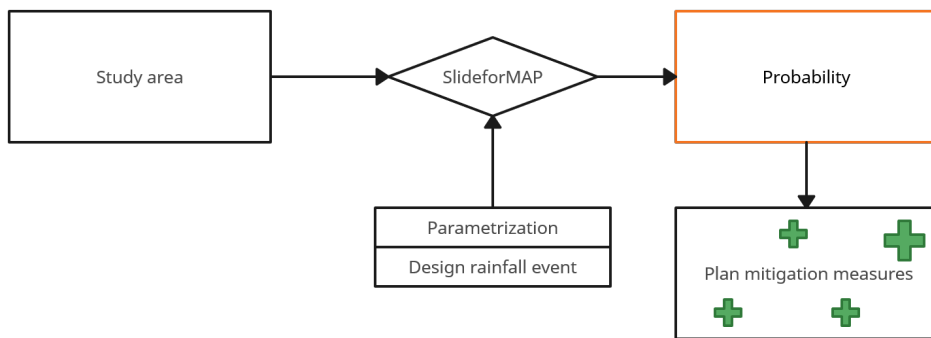 Study area
SlideforMAP
Probability
Parametrization
Design rainfall event
Plan mitigation measures